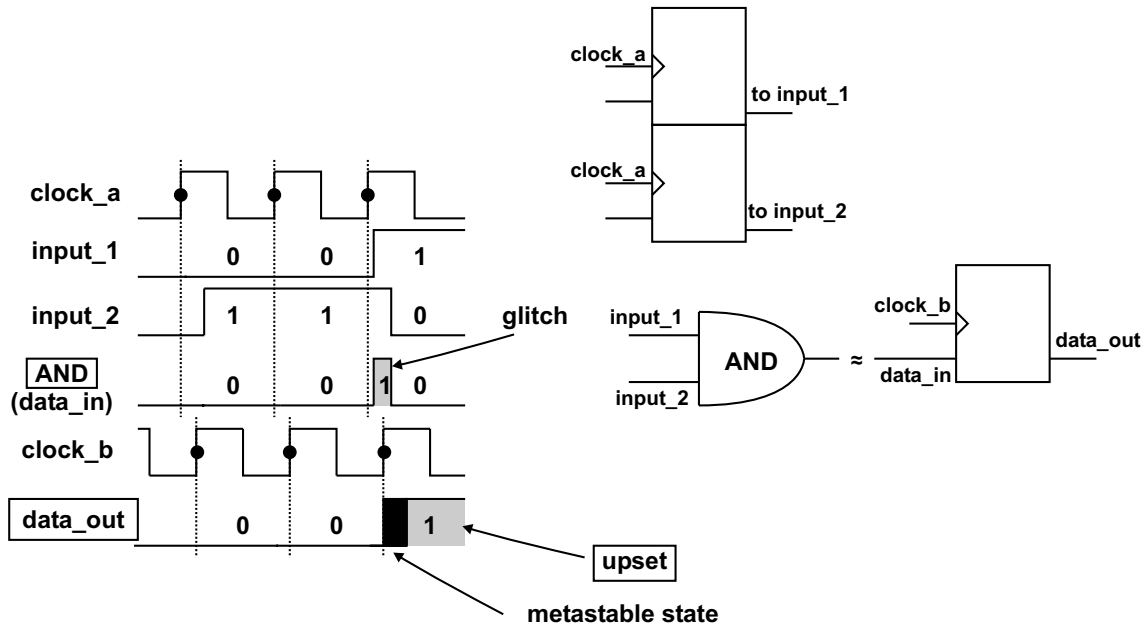 clock_a
to input_1
clock_a
to input_2
clock_a
input_1
0 0 1
input_2
1 1 0
glitch
AND
(data_in)
0 0 1 0
clock_b
data_out
0 0 1
upset
metastable state
input_1
AND
input_2
≈
clock_b
data_in
data_out